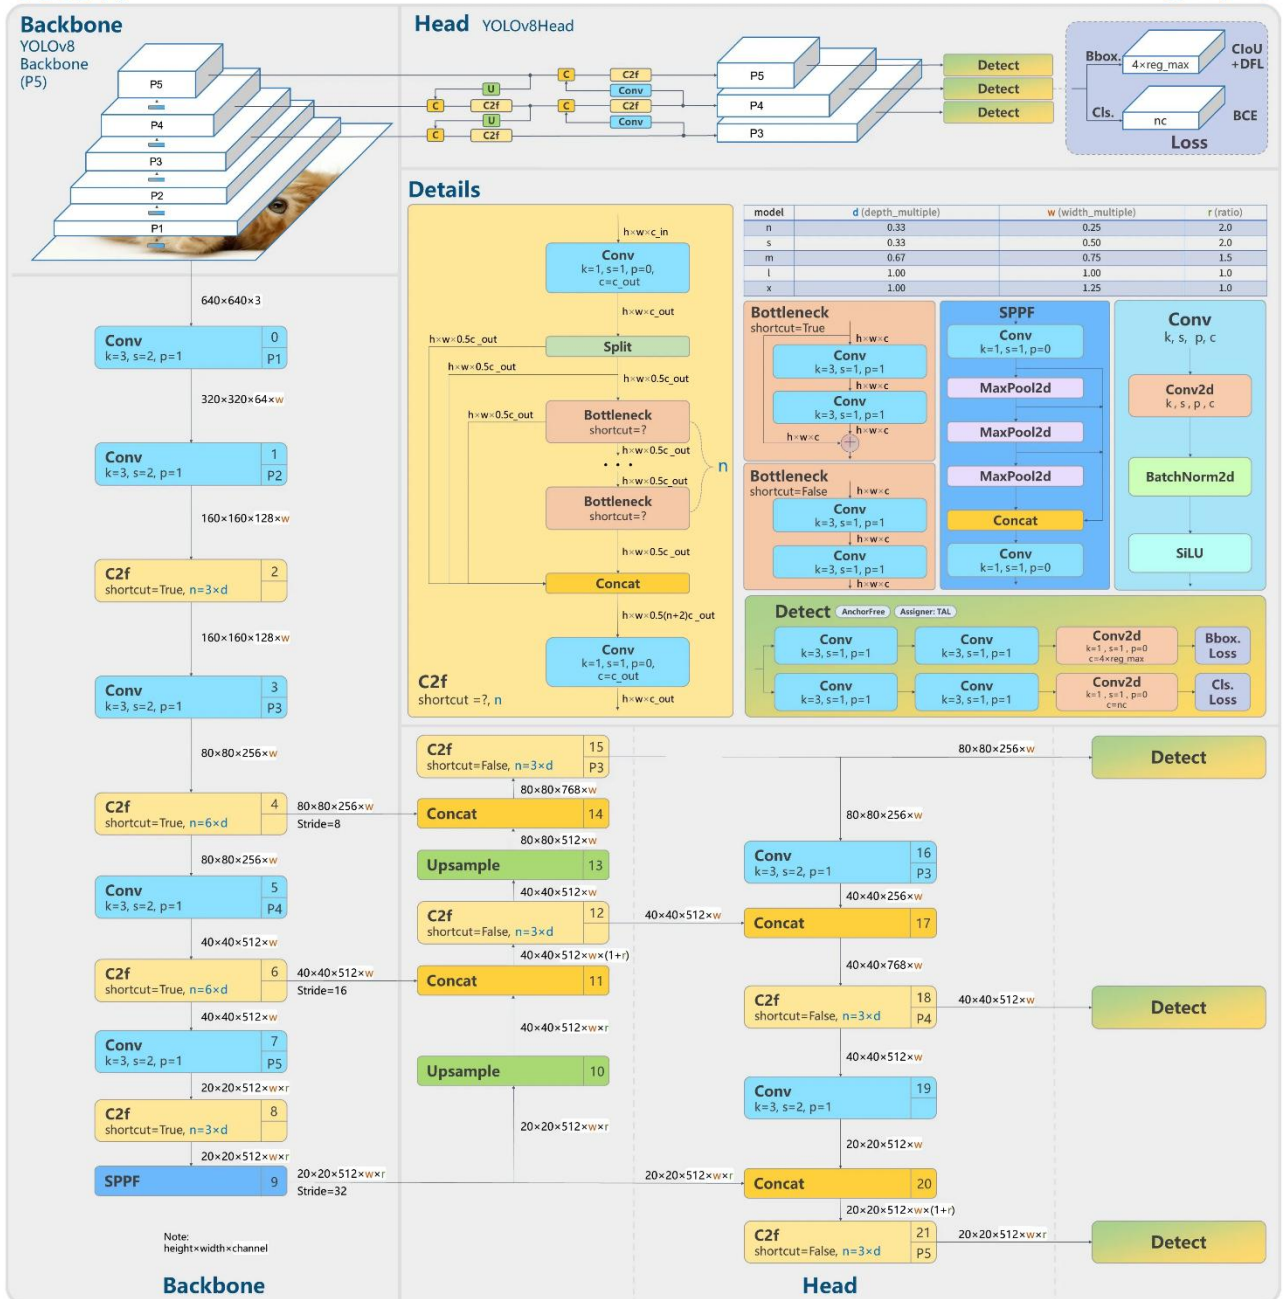 Backbone
YOLOv8
Backbone
(P5)
P5
P4
P3
P2
P1
Head YOLOv8Head
C
C2f
U
Conv
C
C2f
C
C2f
U
Conv
C
C2f
P5
P4
P3
Detect
Detect
Detect
Bbox.
4×reg_max
CIoU
+DFL
Cls.
nc
BCE
Loss
Details
h×w×c_in
Conv
k=1, s=1, p=0,
c=c_out
h×w×c_out
h×w×0.5c_out
Split
h×w×0.5c_out
h×w×0.5c_out
h×w×0.5c_out
Bottleneck
shortcut=?
h×w×0.5c_out
• • •
n
h×w×0.5c_out
Bottleneck
shortcut=?
h×w×0.5c_out
Concat
h×w×0.5(n+2)c_out
Conv
k=1, s=1, p=0,
c=c_out
h×w×c_out
C2f
shortcut =?, n
model d (depth_multiple) w (width_multiple) r (ratio)
n 0.33 0.25 2.0
s 0.33 0.50 2.0
m 0.67 0.75 1.5
l 1.00 1.00 1.0
x 1.00 1.25 1.0
Bottleneck
shortcut=True
h×w×c
Conv
k=3, s=1, p=1
h×w×c
Conv
k=3, s=1, p=1
h×w×c
h×w×c
+
Bottleneck
shortcut=False
h×w×c
Conv
k=3, s=1, p=1
h×w×c
Conv
k=3, s=1, p=1
h×w×c
SPPF
Conv
k=1, s=1, p=0
MaxPool2d
MaxPool2d
MaxPool2d
Concat
Conv
k=1, s=1, p=0
Conv
k, s, p, c
Conv2d
k, s, p, c
BatchNorm2d
SiLU
Detect AnchorFree Assigner: TAL
Conv
k=3, s=1, p=1
Conv
k=3, s=1, p=1
Conv2d
k=1, s=1, p=0
c=4×reg_max
Bbox.
Loss
Conv
k=3, s=1, p=1
Conv
k=3, s=1, p=1
Conv2d
k=1, s=1, p=0
c=nc
Cls.
Loss
640×640×3
Conv
k=3, s=2, p=1
0
P1
320×320×64×w
Conv
k=3, s=2, p=1
1
P2
160×160×128×w
C2f
shortcut=True, n=3×d
2
160×160×128×w
Conv
k=3, s=2, p=1
3
P3
80×80×256×w
C2f
shortcut=True, n=6×d
4
80×80×256×w
Stride=8
80×80×256×w
Conv
k=3, s=2, p=1
5
P4
40×40×512×w
C2f
shortcut=True, n=6×d
6
40×40×512×w
Stride=16
40×40×512×w
Conv
k=3, s=2, p=1
7
P5
20×20×512×w×r
C2f
shortcut=True, n=3×d
8
20×20×512×w×r
SPPF
9
20×20×512×w×r
Stride=32
Note:
height×width×channel
Backbone
C2f
shortcut=False, n=3×d
15
P3
80×80×768×w
Concat
14
80×80×512×w
Upsample
13
40×40×512×w
C2f
shortcut=False, n=3×d
12
40×40×512×w
40×40×512×w×(1+r)
Concat
11
40×40×512×w×r
Upsample
10
20×20×512×w×r
20×20×512×w×r
80×80×256×w
Detect
80×80×256×w
Conv
k=3, s=2, p=1
16
P3
40×40×256×w
Concat
17
40×40×768×w
C2f
shortcut=False, n=3×d
18
P4
40×40×512×w
Detect
40×40×512×w
Conv
k=3, s=2, p=1
19
20×20×512×w
Concat
20
20×20×512×w×(1+r)
C2f
shortcut=False, n=3×d
21
P5
20×20×512×w×r
Detect
Head